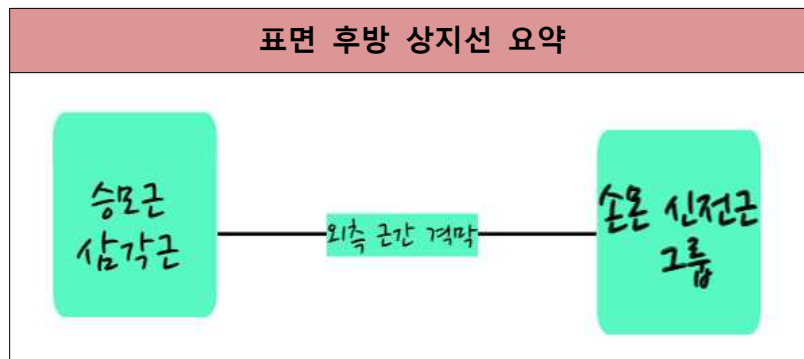 표면 후방 상지선 요약
승모근
삼각근
외측 근간 격막
손목 신전근
그룹